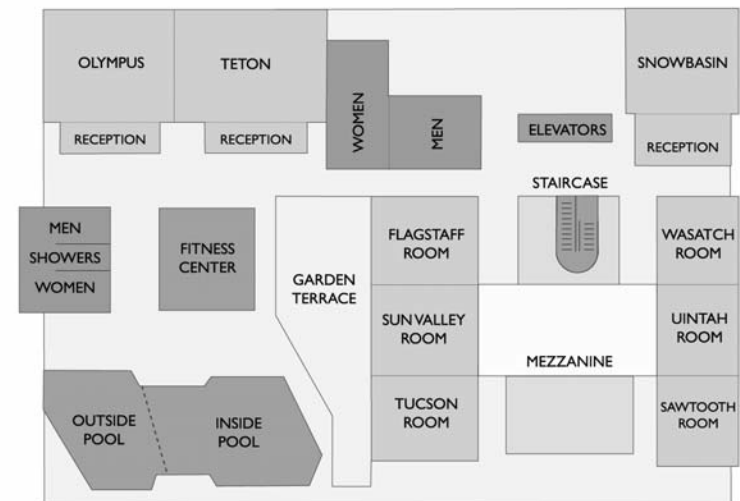 OLYMPUS
TETON
SNOWBASIN
WOMEN
MEN
ELEVATORS
RECEPTION
RECEPTION
RECEPTION
STAIRCASE
MEN
SHOWERS
WOMEN
FITNESS
CENTER
GARDEN
TERRACE
FLAGSTAFF
ROOM
WASATCH
ROOM
SUN VALLEY
ROOM
UINTAH
ROOM
MEZZANINE
OUTSIDE
POOL
INSIDE
POOL
TUCSON
ROOM
SAWTOOTH
ROOM